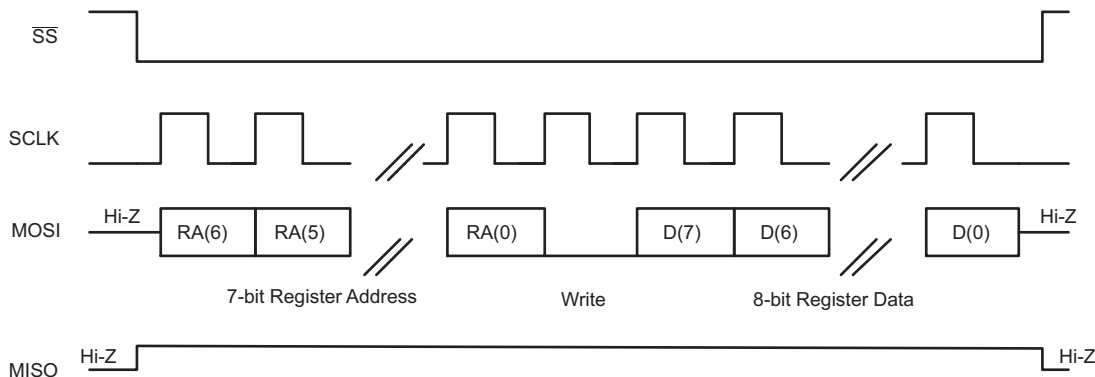 SS
SCLK
MOSI
Hi-Z
RA(6)
RA(5)
RA(0)
D(7)
D(6)
D(0)
Hi-Z
7-bit Register Address
Write
8-bit Register Data
MISO
Hi-Z
Hi-Z